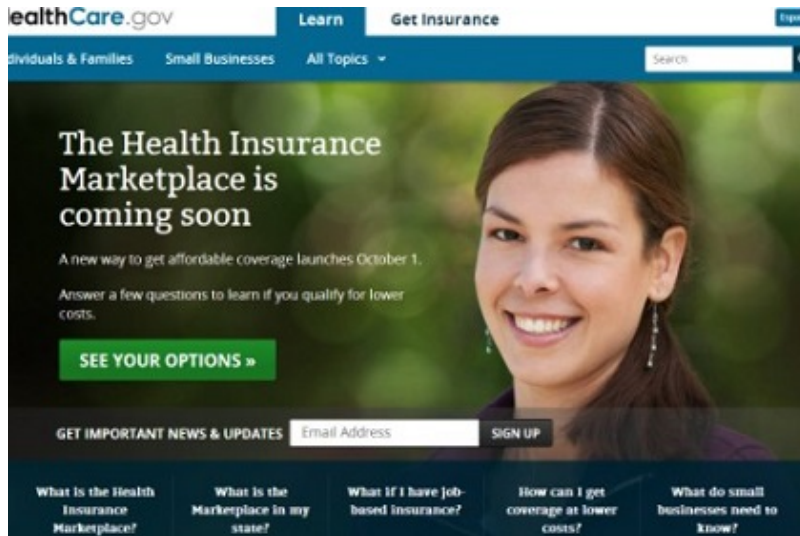 ealthCare.gov
Learn
Get Insurance
dividuals & Families
Small Businesses
All Topics
Search
The Health Insurance
Marketplace is
coming soon
A new way to get affordable coverage launches October 1.
Answer a few questions to learn if you qualify for lower
costs.
SEE YOUR OPTIONS »
GET IMPORTANT NEWS & UPDATES
Email Address
SIGN UP
What is the Health
Insurance
Marketplace?
What is the
Marketplace in my
state?
What if I have job-
based insurance?
How can I get
coverage at lower
costs?
What do small
businesses need to
know?